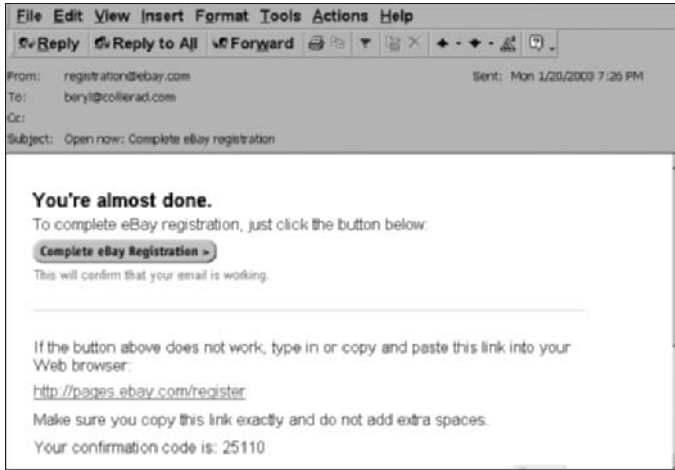 File Edit View Insert Format Tools Actions Help
Reply Reply to All Forward
From: registration@ebay.com Sent: Mon 1/20/2003 7:26 PM
To: beryl@collierad.com
Cc:
Subject: Open now: Complete eBay registration
You're almost done.
To complete eBay registration, just click the button below:
Complete eBay Registration >
This will confirm that your email is working.
If the button above does not work, type in or copy and paste this link into your
Web browser:
http://pages.ebay.com/register
Make sure you copy this link exactly and do not add extra spaces.
Your confirmation code is: 25110